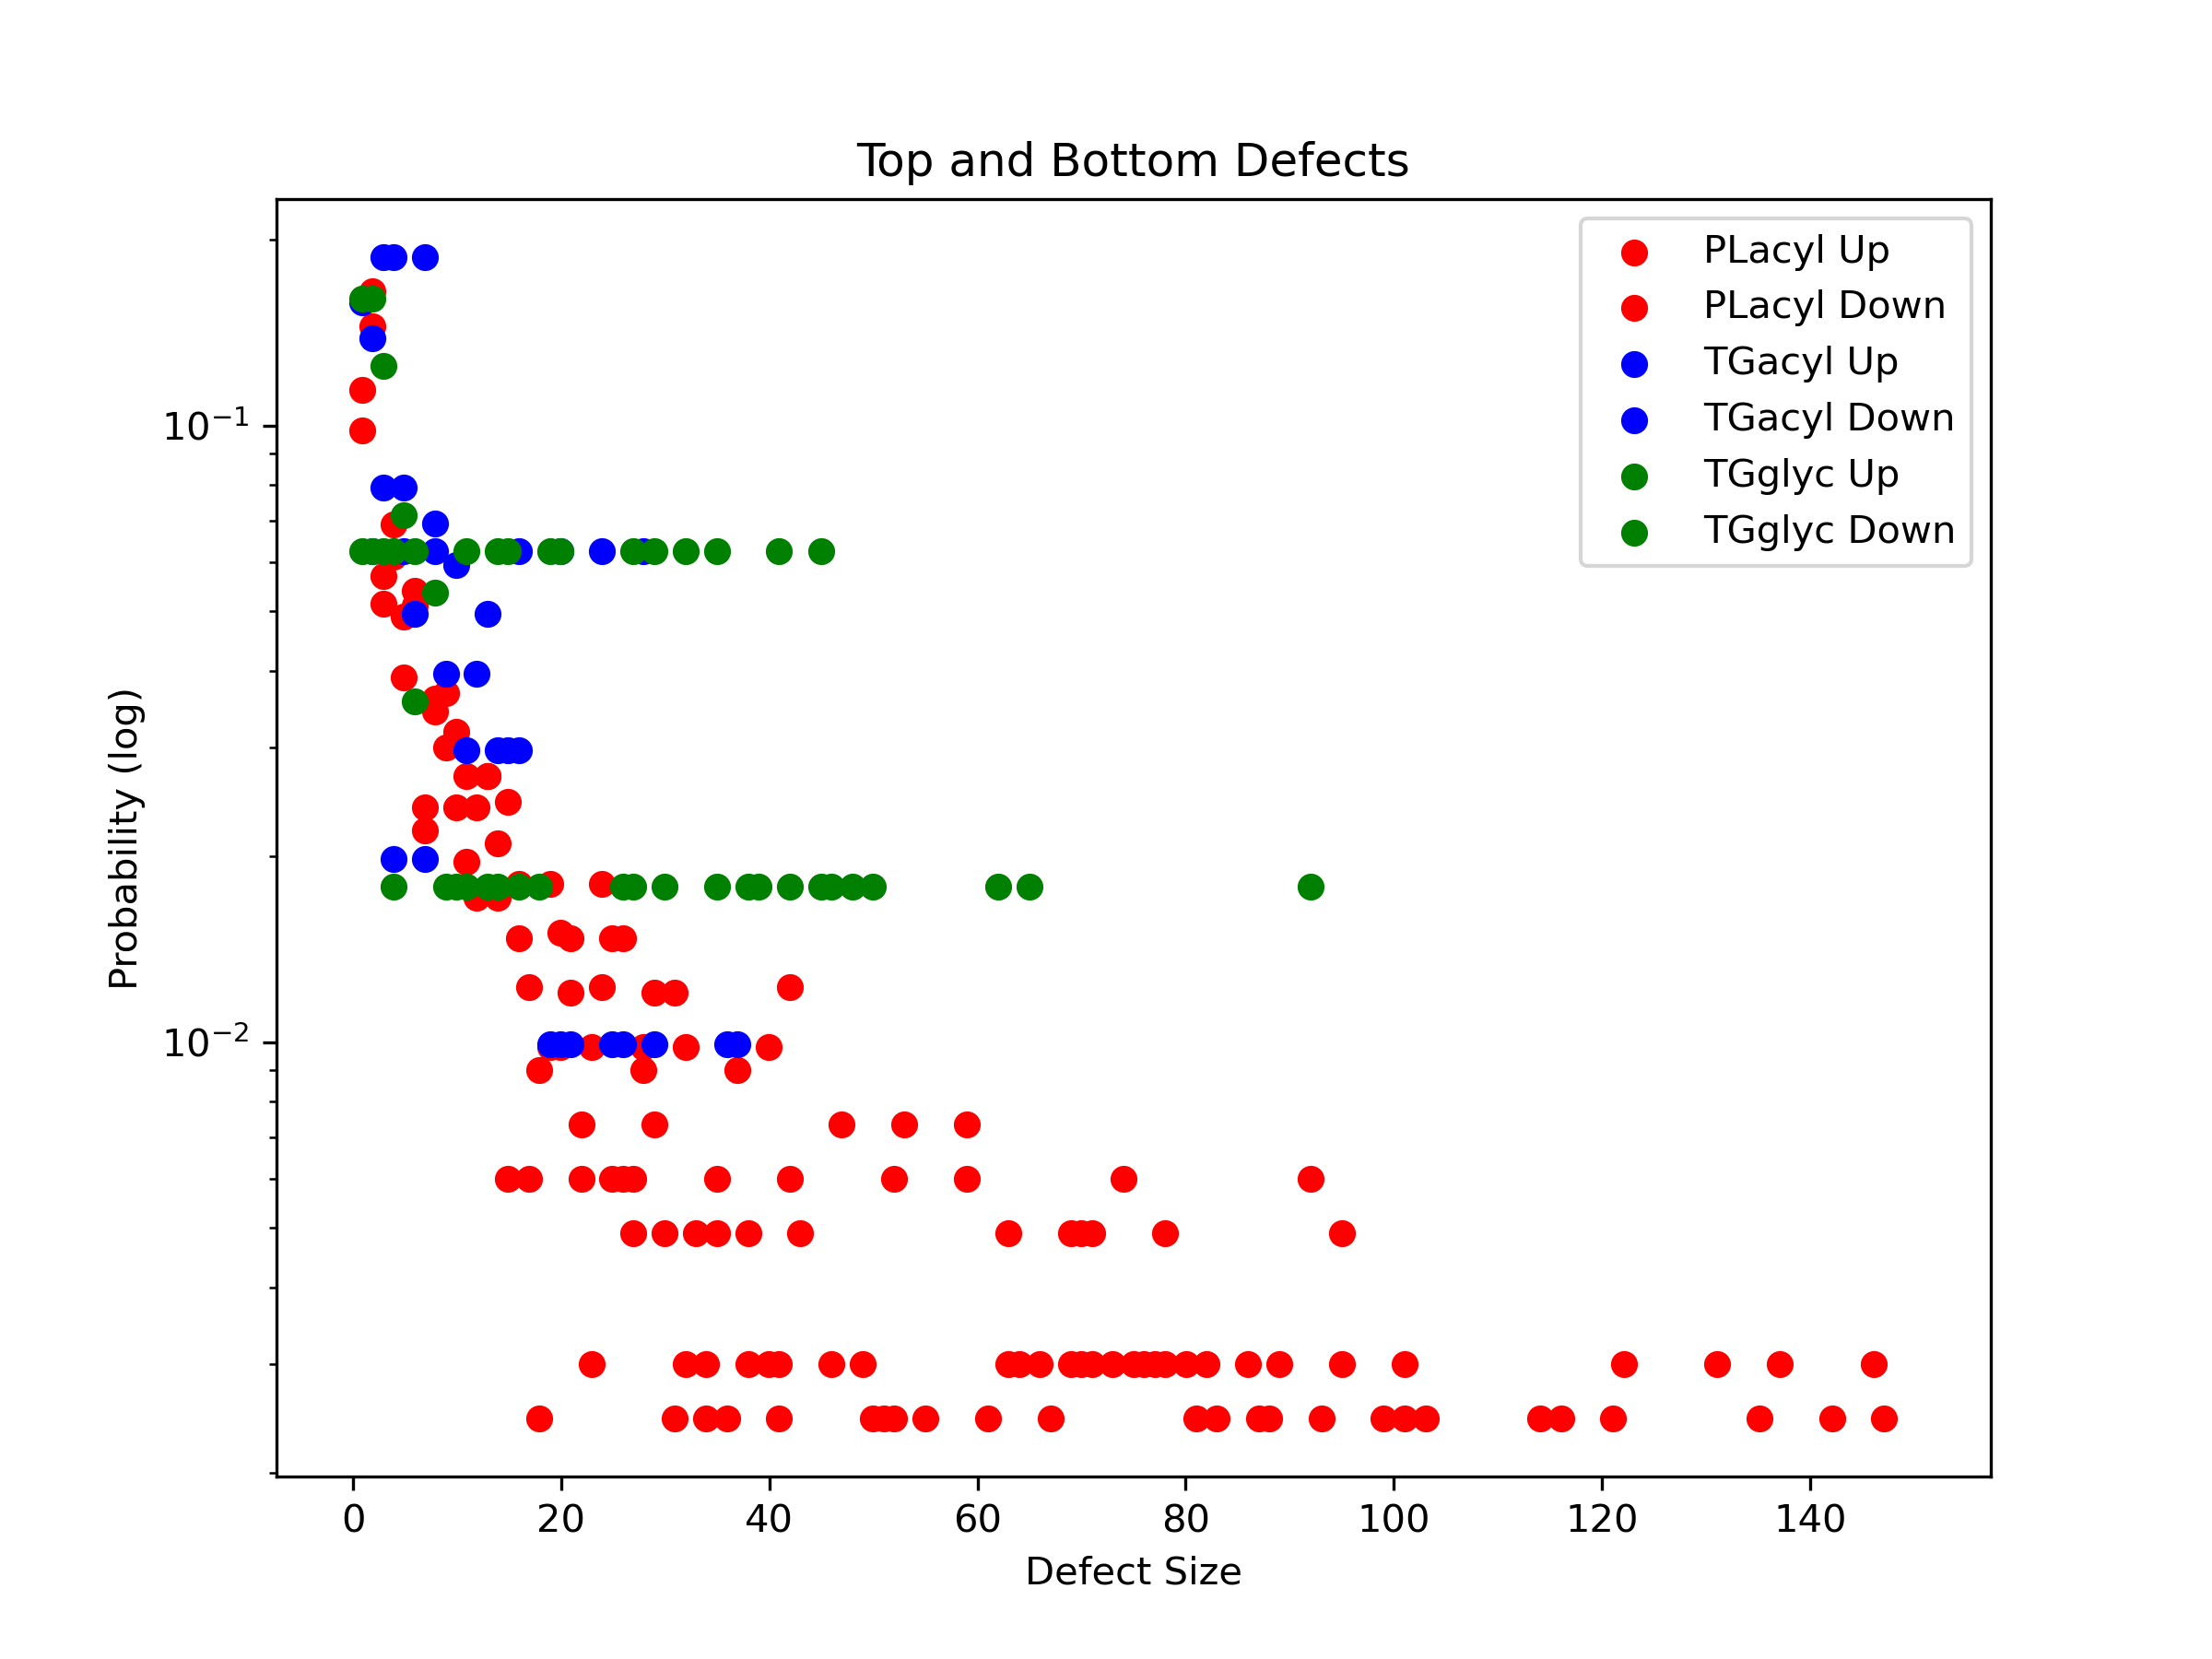 Top and Bottom Defects
PLacyl Up
PLacyl Down
TGacyl Up
TGacyl Down
TGglyc Up
TGglyc Down
Probability (log)
10⁻¹
10⁻²
0 20 40 60 80 100 120 140
Defect Size